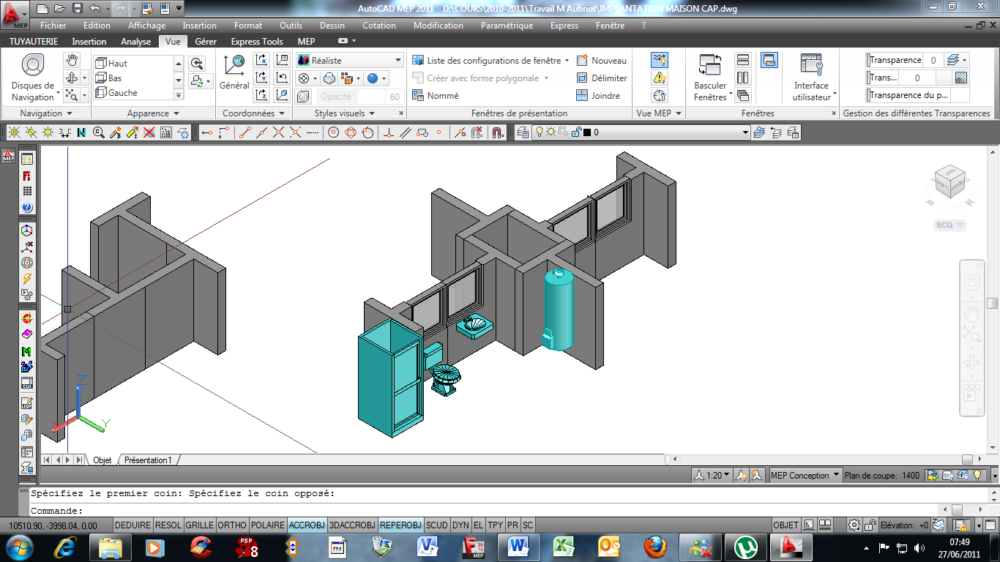 AutoCAD MEP 2011 D:\COURS\2010-2011\Travail M Aubriot\IMPLANTATION MAISON CAP.dwg
MEP
Fichier Edition Affichage Insertion Format Outils Dessin Cotation Modification Paramétrique Express Fenêtre ?
TUYAUTERIE Insertion Analyse Vue Gérer Express Tools MEP
Disques de Navigation
Haut
Bas
Gauche
Général
Réaliste
Opacité 60
Liste des configurations de fenêtre
Créer avec forme polygonale
Nommé
Nouveau
Délimiter
Joindre
Basculer Fenêtres
Interface utilisateur
Transparence 0
Trans... 0
Transparence du p...
Navigation Apparence Coordonnées Styles visuels Fenêtres de présentation Vue MEP Fenêtres Gestion des différentes Transparences
0
MEP
SCG
Z
X
Y
CUI
LISP
Objet Présentation1
1:20 MEP Conception Plan de coupe: 1400
Spécifiez le premier coin: Spécifiez le coin opposé:
Commande:
10510.90, -3998.04, 0.00 DEDUIRE RESOL GRILLE ORTHO POLAIRE ACCROBJ 3DACCROBJ REPEROBJ SCUD DYN EL TPY PR SC OBJET Elévation: +0
PSP 8
MEP
07:49
27/06/2011